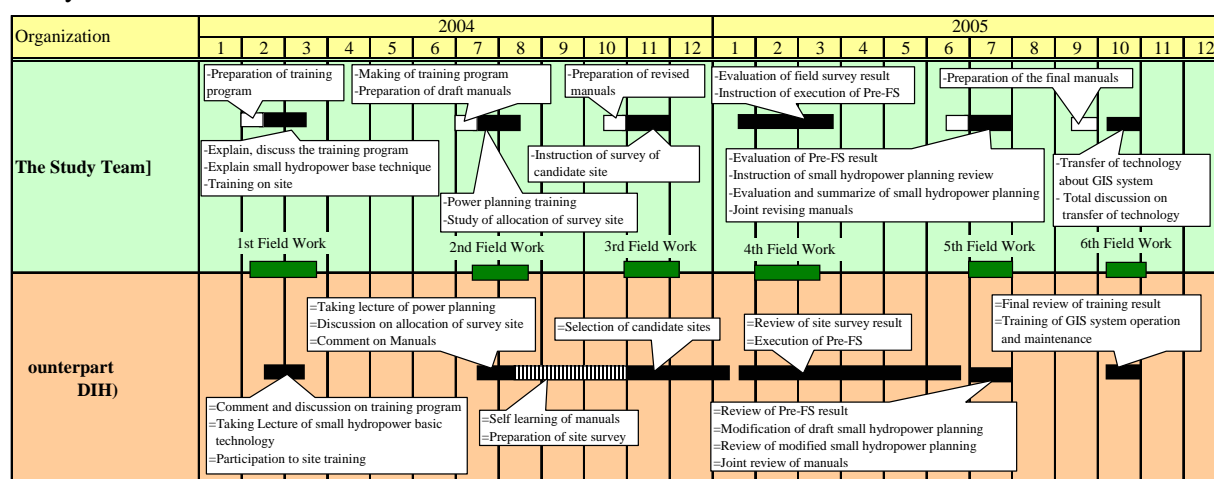 Organization
2004
2005
1 2 3 4 5 6 7 8 9 10 11 12 1 2 3 4 5 6 7 8 9 10 11 12
-Preparation of training
program
-Making of training program
-Preparation of draft manuals
-Preparation of revised
manuals
-Evaluation of field survey result
-Instruction of execution of Pre-FS
-Preparation of the final manuals
The Study Team]
-Explain, discuss the training program
-Explain small hydropower base technique
-Training on site
-Power planning training
-Study of allocation of survey site
-Instruction of survey of
candidate site
-Evaluation of Pre-FS result
-Instruction of small hydropower planning review
-Evaluation and summarize of small hydropower planning
-Joint revising manuals
-Transfer of technology
about GIS system
- Total discussion on
transfer of technology
1st Field Work
2nd Field Work
3rd Field Work
4th Field Work
5th Field Work
6th Field Work
ounterpart
DIH)
=Taking lecture of power planning
=Discussion on allocation of survey site
=Comment on Manuals
=Selection of candidate sites
=Review of site survey result
=Execution of Pre-FS
=Final review of training result
=Training of GIS system operation
and maintenance
=Comment and discussion on training program
=Taking Lecture of small hydropower basic
technology
=Participation to site training
=Self learning of manuals
=Preparation of site survey
=Review of Pre-FS result
=Modification of draft small hydropower planning
=Review of modified small hydropower planning
=Joint review of manuals